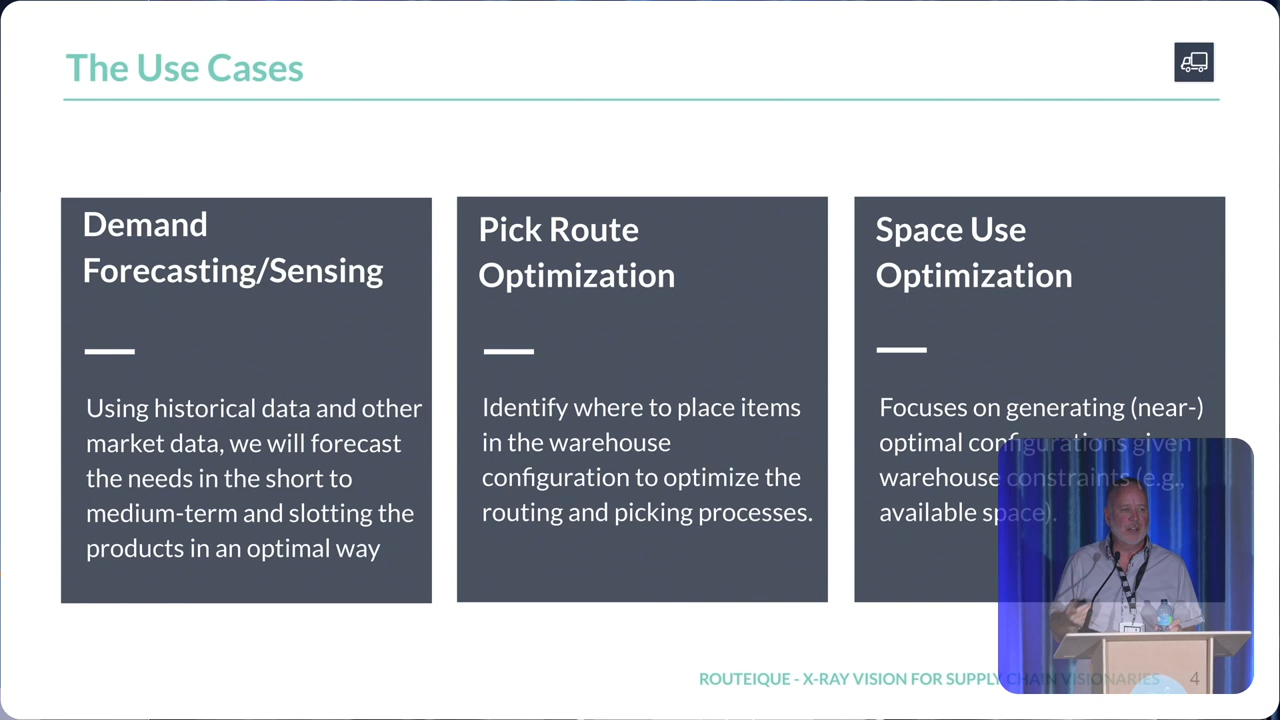 The Use Cases
Demand
Forecasting/Sensing
Using historical data and other
market data, we will forecast
the needs in the short to
medium-term and slotting the
products in an optimal way
Pick Route
Optimization
Identify where to place items
in the warehouse
configuration to optimize the
routing and picking processes.
Space Use
Optimization
Focuses on generating (near-)
optimal configurations given
warehouse constraints (e.g.,
available space).
ROUTEIQUE - X-RAY VISION FOR SUPPLY CHAIN VISIONARIES 4